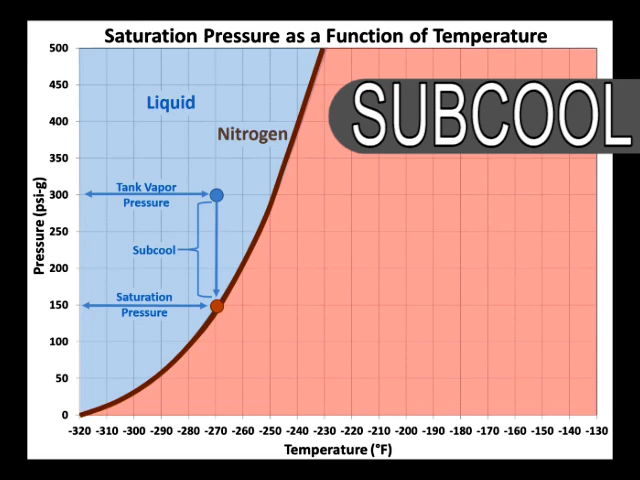 Saturation Pressure as a Function of Temperature
500
450
400
350
300
250
200
150
100
50
0
Pressure (psi-g)
Liquid
Nitrogen
SUBCOOL
Tank Vapor
Pressure
Subcool
Saturation
Pressure
-320 -310 -300 -290 -280 -270 -260 -250 -240 -230 -220 -210 -200 -190 -180 -170 -160 -150 -140 -130
Temperature (°F)